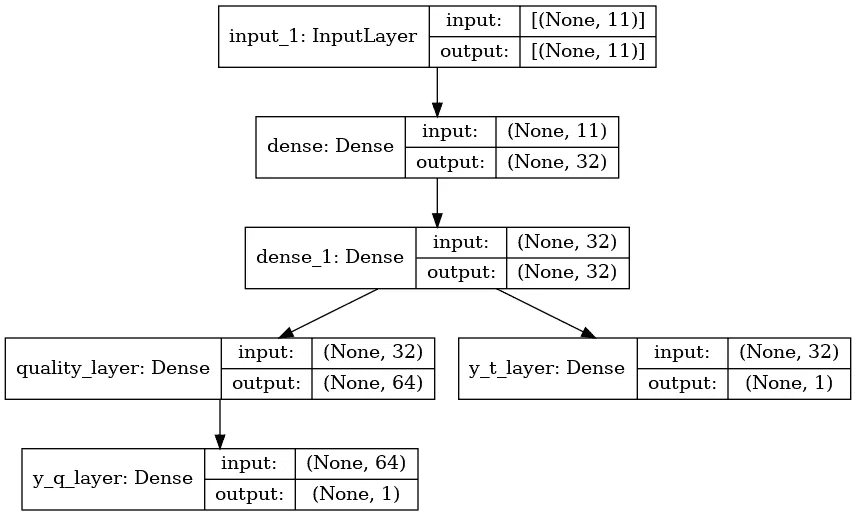 input_1: InputLayer
input:
[(None, 11)]
output:
[(None, 11)]
dense: Dense
input:
(None, 11)
output:
(None, 32)
dense_1: Dense
input:
(None, 32)
output:
(None, 32)
quality_layer: Dense
input:
(None, 32)
output:
(None, 64)
y_t_layer: Dense
input:
(None, 32)
output:
(None, 1)
y_q_layer: Dense
input:
(None, 64)
output:
(None, 1)